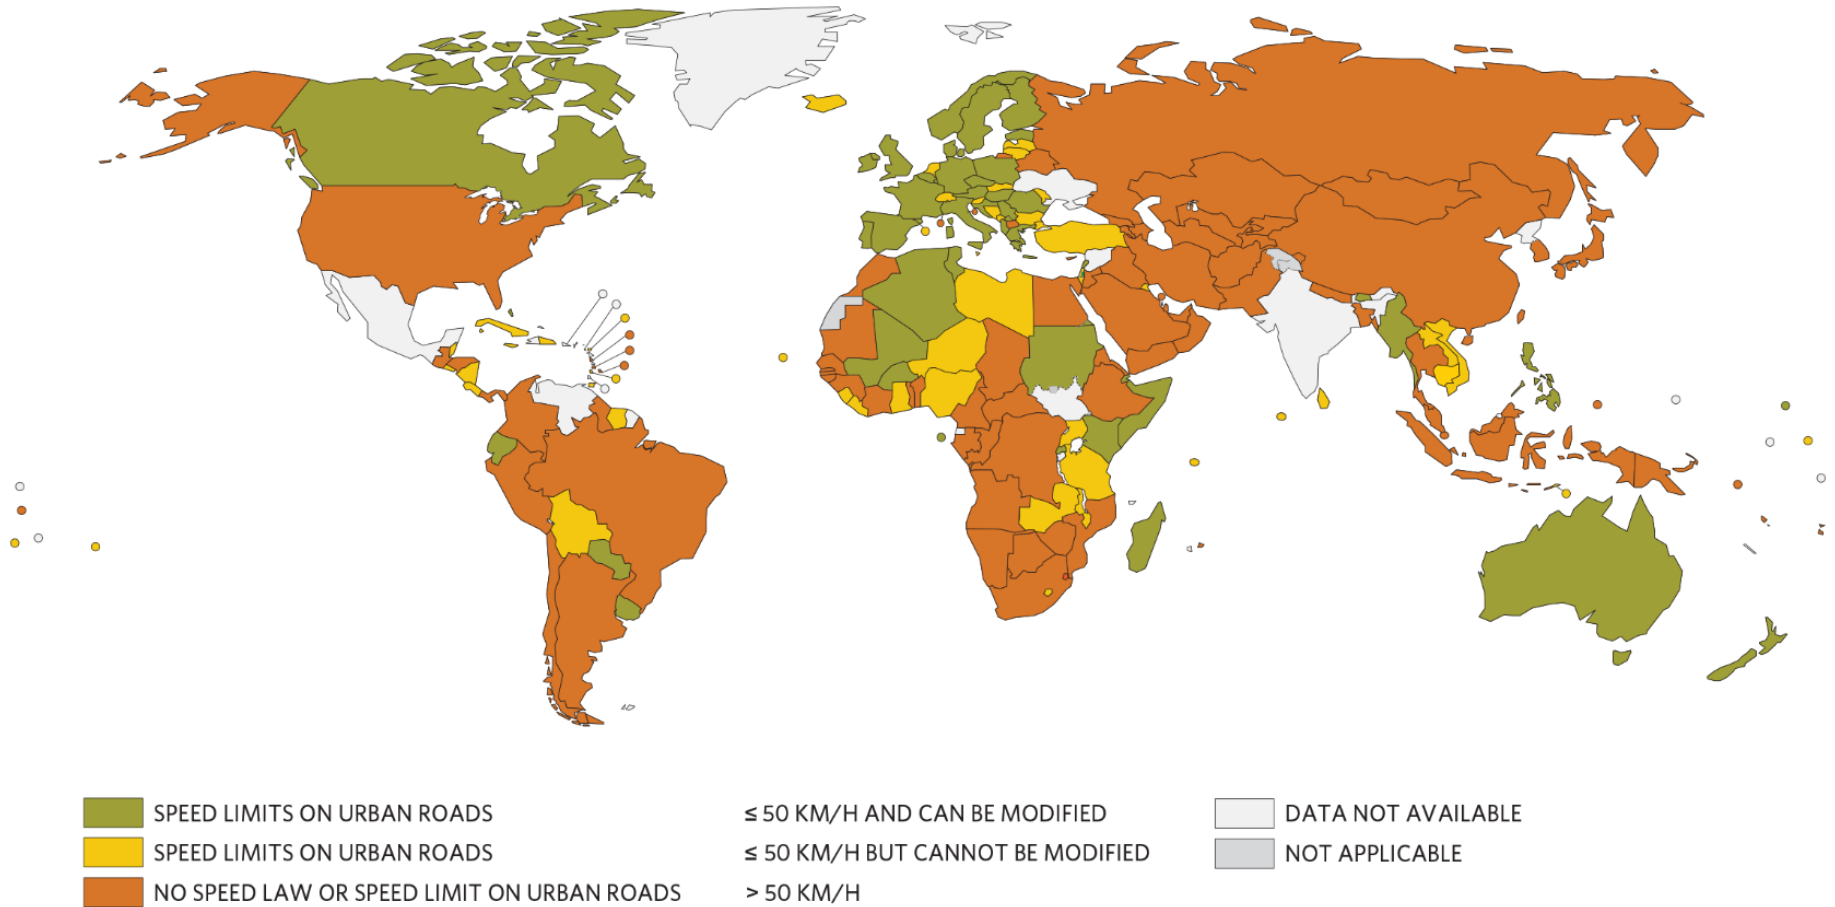 SPEED LIMITS ON URBAN ROADS ≤ 50 KM/H AND CAN BE MODIFIED DATA NOT AVAILABLE
SPEED LIMITS ON URBAN ROADS ≤ 50 KM/H BUT CANNOT BE MODIFIED NOT APPLICABLE
NO SPEED LAW OR SPEED LIMIT ON URBAN ROADS > 50 KM/H